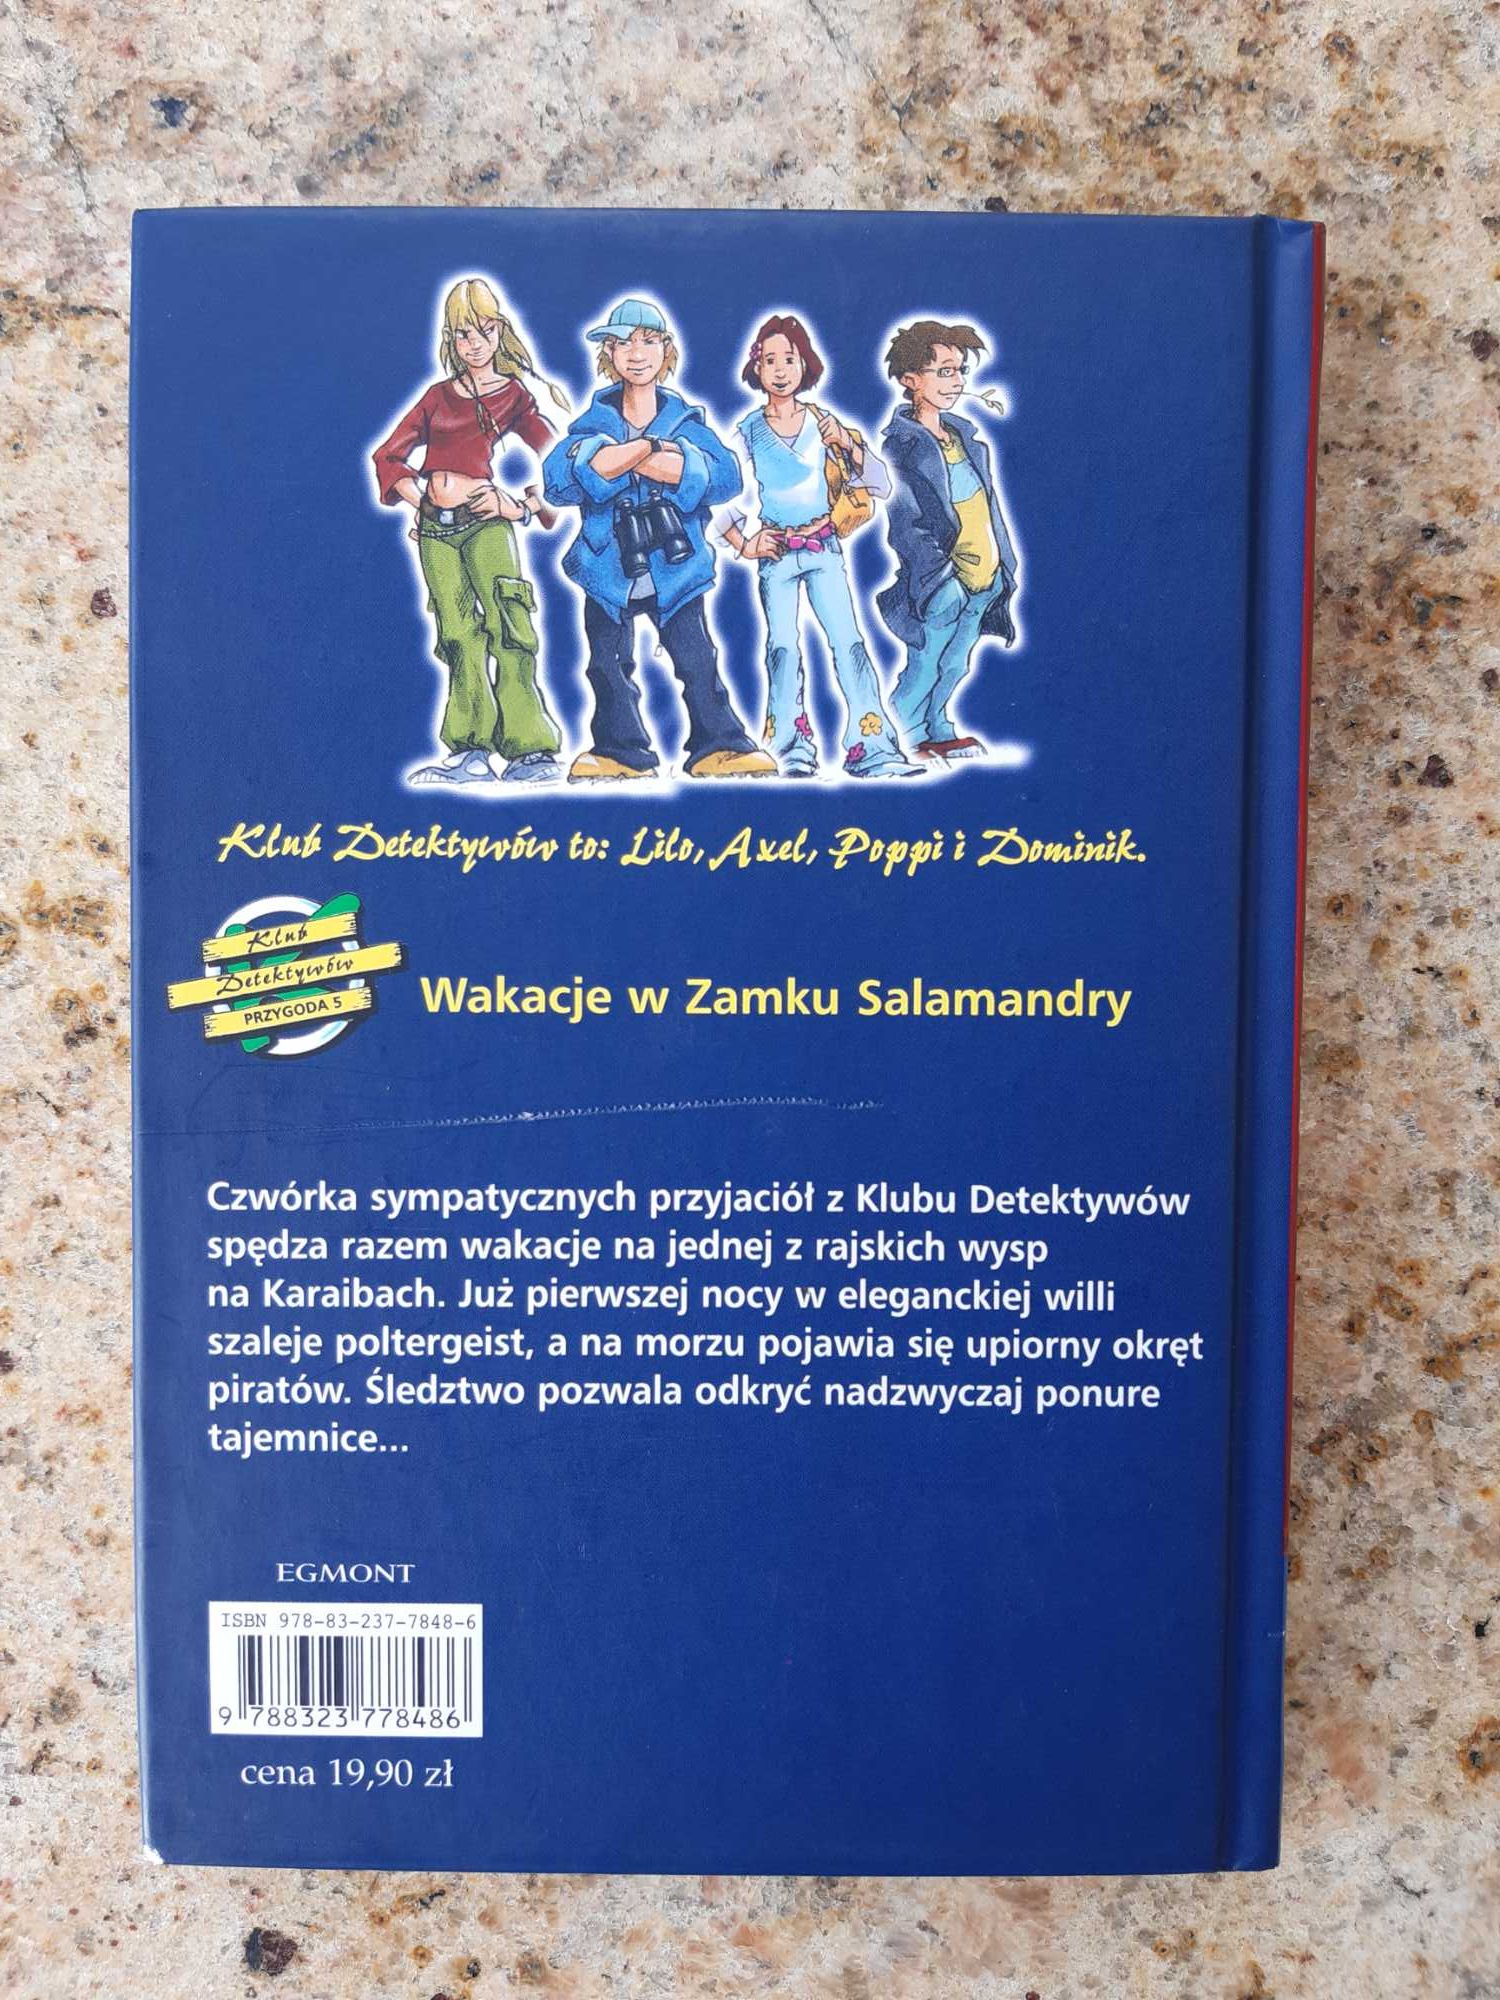 Klub Detektywów to: Lilo, Axel, Poppi i Dominik.
Klub
Detektywów
PRZYGODA 5
Wakacje w Zamku Salamandry
Czwórka sympatycznych przyjaciół z Klubu Detektywów
spędza razem wakacje na jednej z rajskich wysp
na Karaibach. Już pierwszej nocy w eleganckiej willi
szaleje poltergeist, a na morzu pojawia się upiorny okręt
piratów. Śledztwo pozwala odkryć nadzwyczaj ponure
tajemnice...
EGMONT
ISBN 978-83-237-7848-6
9 788323 778486
cena 19,90 zł